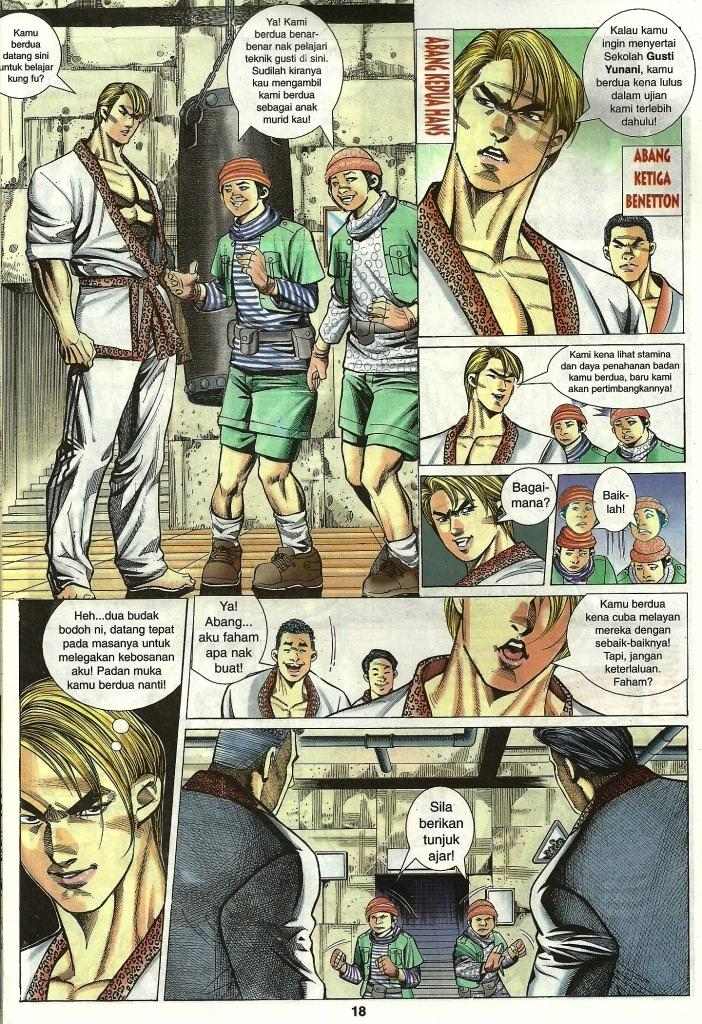 Kamu
berdua
datang sini
untuk belajar
kung fu?
Ya! Kami
berdua benar-
benar nak pelajari
teknik gusti di sini.
Sudilah kiranya
kau mengambil
kami berdua
sebagai anak
murid kau!
ABANG KEDUA HANS
Kalau kamu
ingin menyertai
Sekolah Gusti
Yunani, kamu
berdua kena lulus
dalam ujian
kami terlebih
dahulu!
ABANG
KETIGA
BENETTON
Kami kena lihat stamina
dan daya penahanan badan
kamu berdua, baru kami
akan pertimbangkannya!
Bagai-
mana?
Baik-
lah!
Heh...dua budak
bodoh ni, datang tepat
pada masanya untuk
melegakan kebosanan
aku! Padan muka
kamu berdua nanti!
Ya!
Abang...
aku faham
apa nak
buat!
Kamu berdua
kena cuba melayan
mereka dengan
sebaik-baiknya!
Tapi, jangan
keterlaluan.
Faham?
Sila
berikan
tunjuk
ajar!
18